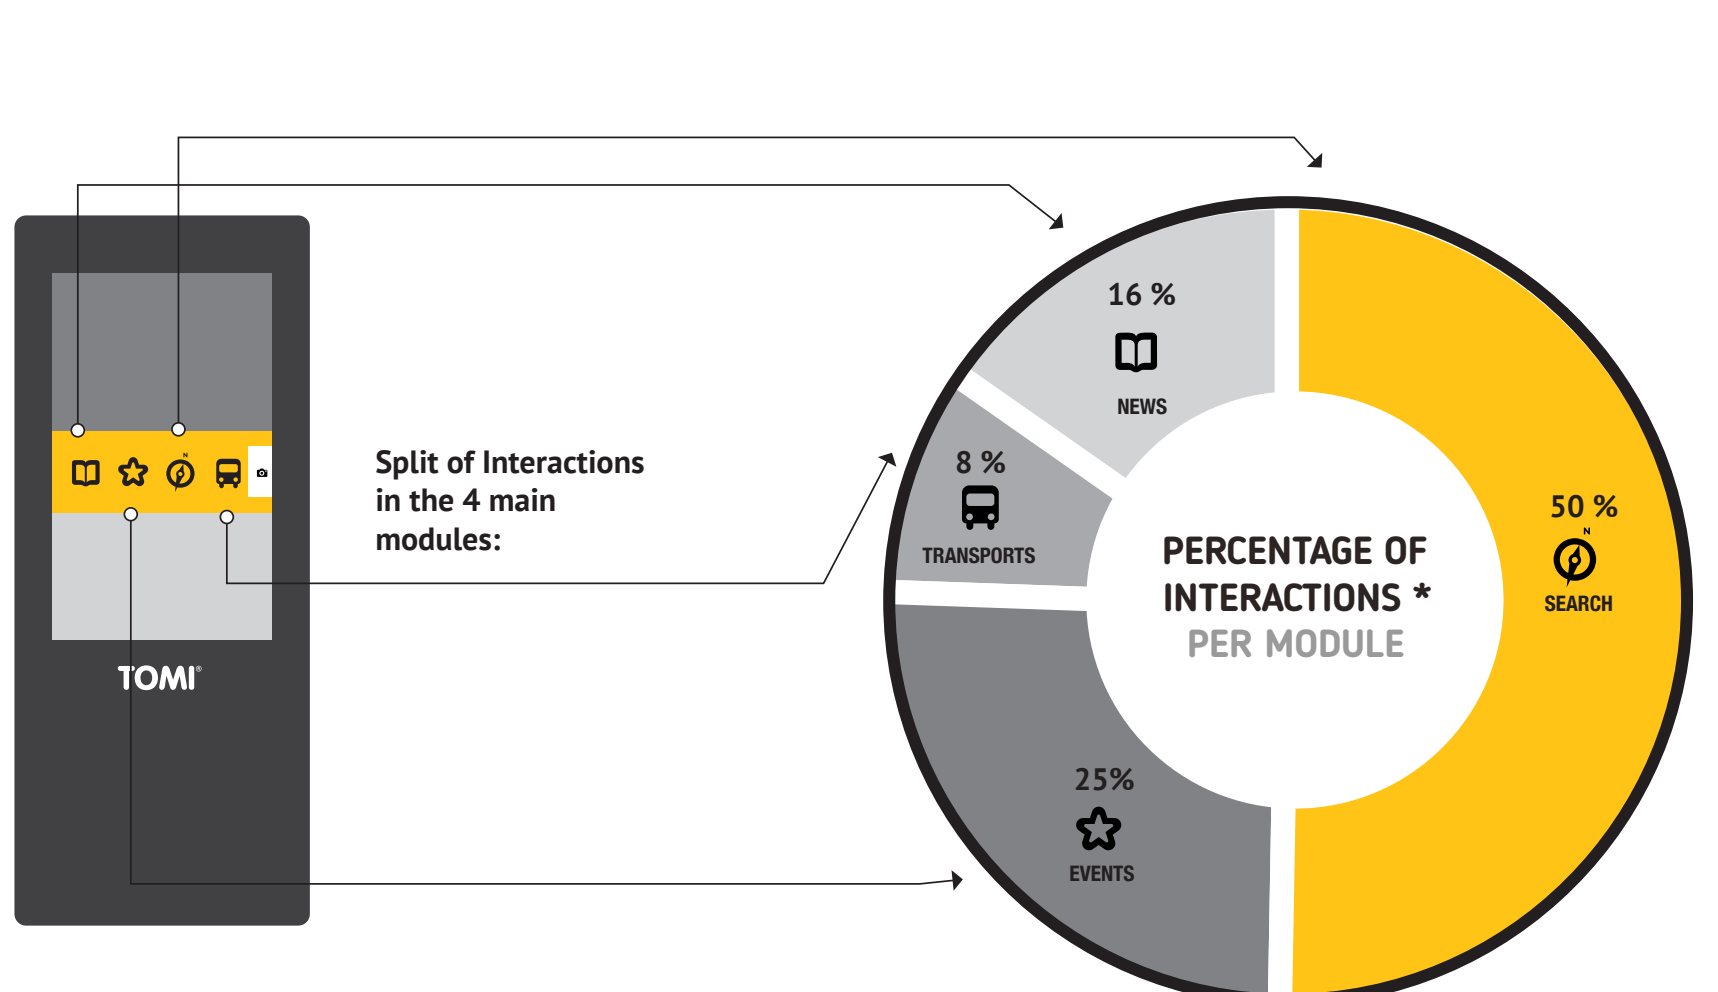 N
TOMI®
Split of Interactions
in the 4 main
modules:
16 %
NEWS
8 %
TRANSPORTS
50 %
N
SEARCH
PERCENTAGE OF
INTERACTIONS *
PER MODULE
25%
EVENTS